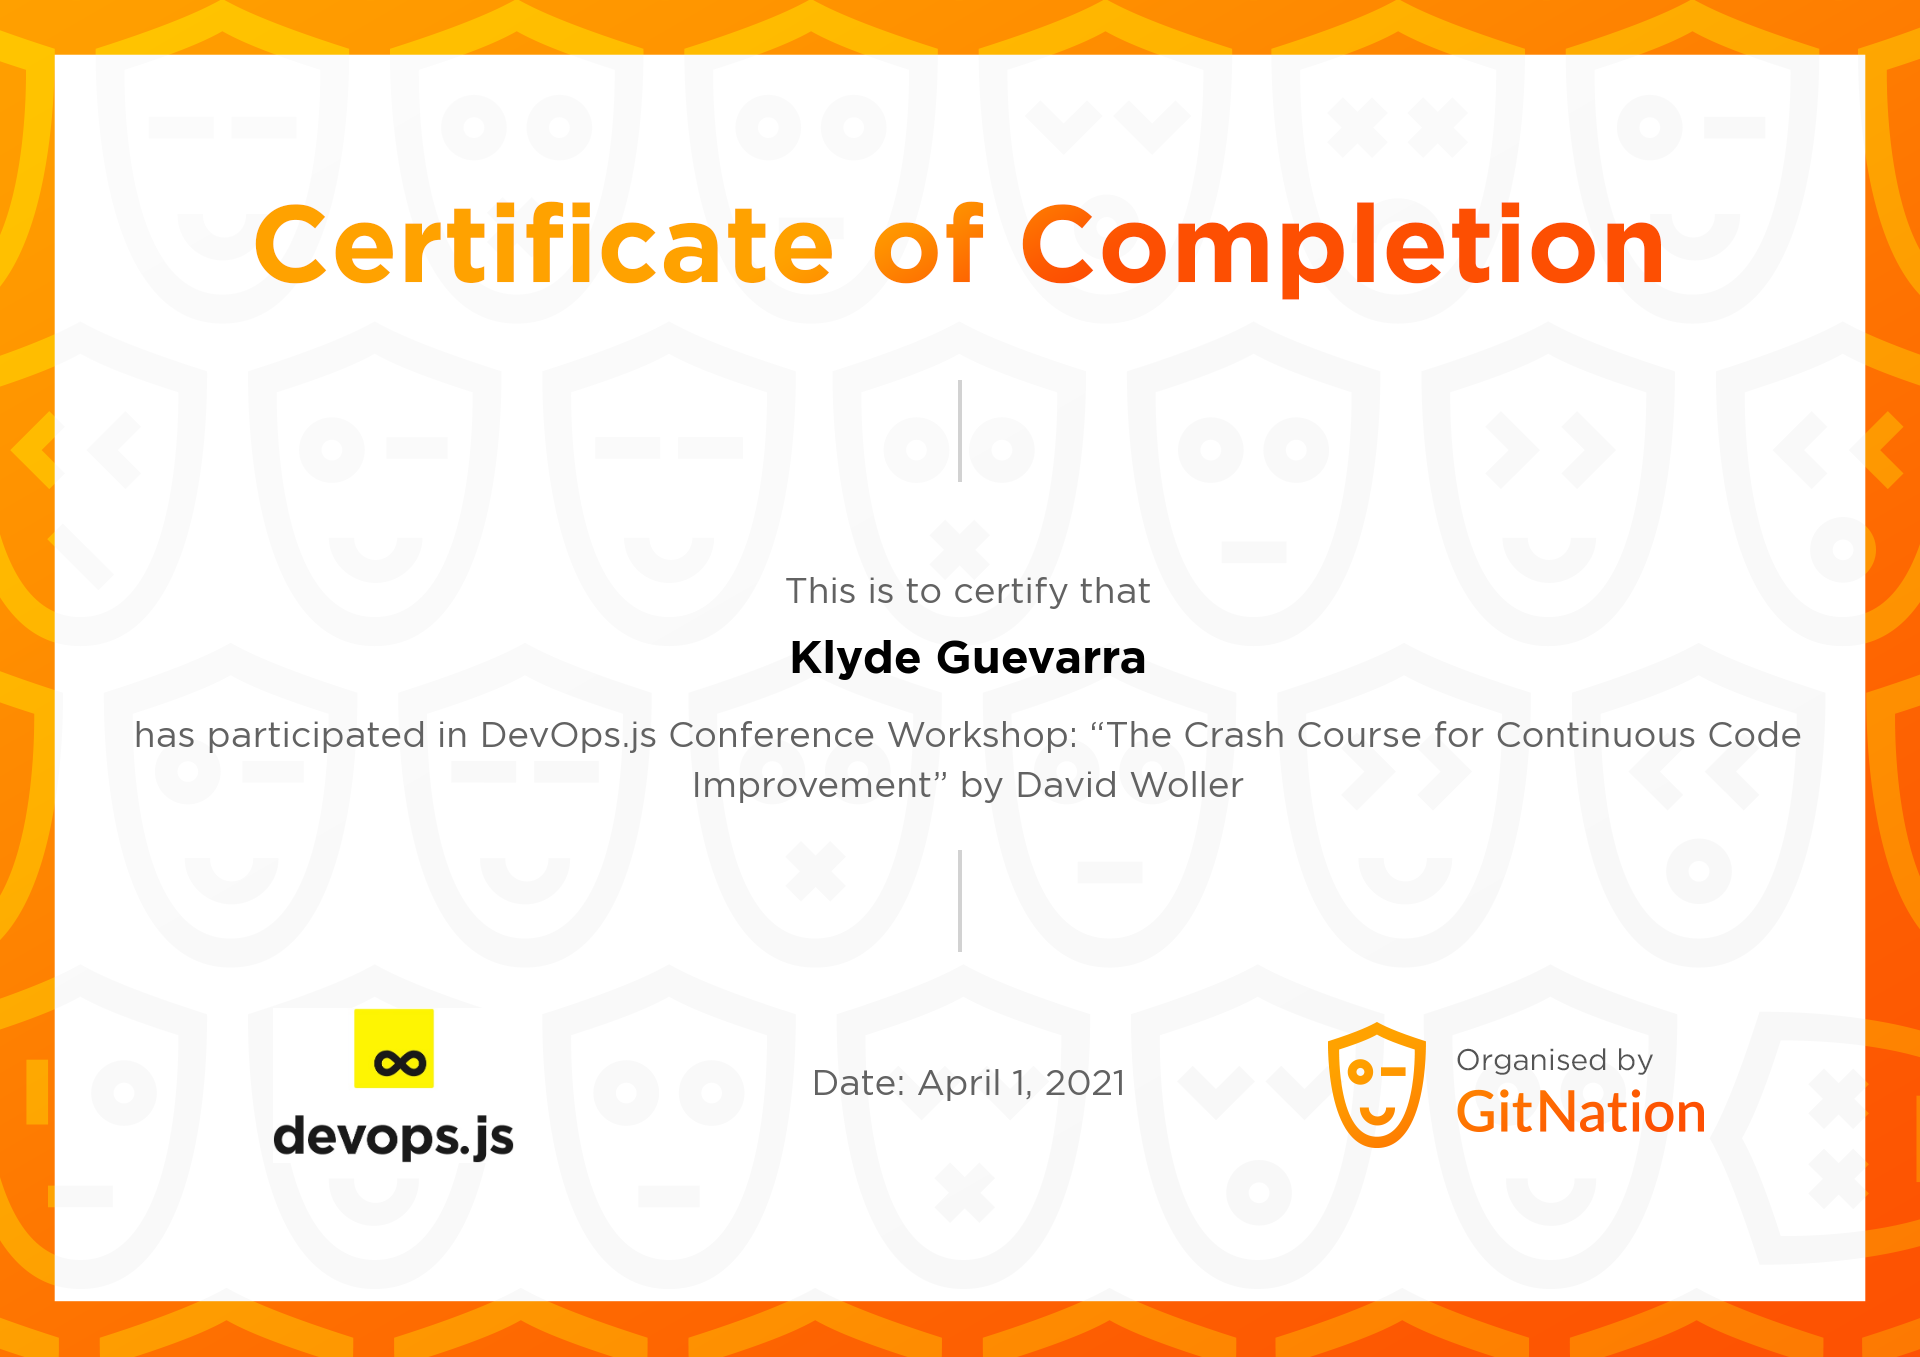 Certificate of Completion
This is to certify that
Klyde Guevarra
has participated in DevOps.js Conference Workshop: “The Crash Course for Continuous Code
Improvement” by David Woller
devops.js
Date: April 1, 2021
Organised by
GitNation